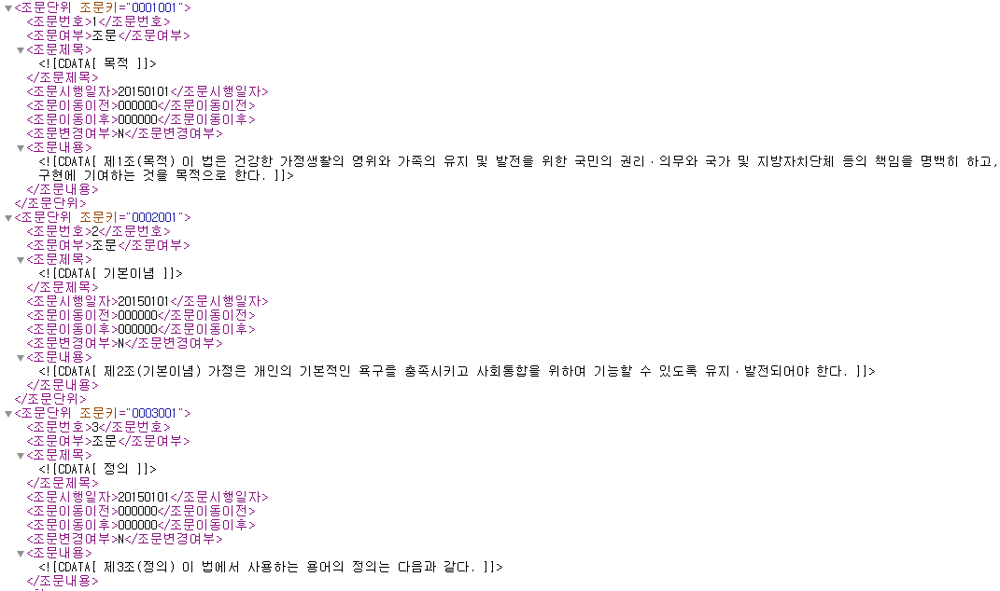 ▼<조문단위 조문키="0001001">
<조문번호>1</조문번호>
<조문여부>조문</조문여부>
▼<조문제목>
<![CDATA[ 목적 ]]>
</조문제목>
<조문시행일자>20150101</조문시행일자>
<조문이동이전>000000</조문이동이전>
<조문이동이후>000000</조문이동이후>
<조문변경여부>N</조문변경여부>
▼<조문내용>
<![CDATA[ 제1조(목적) 이 법은 건강한 가정생활의 영위와 가족의 유지 및 발전을 위한 국민의 권리ㆍ의무와 국가 및 지방자치단체 등의 책임을 명백히 하고,
구현에 기여하는 것을 목적으로 한다. ]]>
</조문내용>
</조문단위>
▼<조문단위 조문키="0002001">
<조문번호>2</조문번호>
<조문여부>조문</조문여부>
▼<조문제목>
<![CDATA[ 기본이념 ]]>
</조문제목>
<조문시행일자>20150101</조문시행일자>
<조문이동이전>000000</조문이동이전>
<조문이동이후>000000</조문이동이후>
<조문변경여부>N</조문변경여부>
▼<조문내용>
<![CDATA[ 제2조(기본이념) 가정은 개인의 기본적인 욕구를 충족시키고 사회통합을 위하여 기능할 수 있도록 유지ㆍ발전되어야 한다. ]]>
</조문내용>
</조문단위>
▼<조문단위 조문키="0003001">
<조문번호>3</조문번호>
<조문여부>조문</조문여부>
▼<조문제목>
<![CDATA[ 정의 ]]>
</조문제목>
<조문시행일자>20150101</조문시행일자>
<조문이동이전>000000</조문이동이전>
<조문이동이후>000000</조문이동이후>
<조문변경여부>N</조문변경여부>
▼<조문내용>
<![CDATA[ 제3조(정의) 이 법에서 사용하는 용어의 정의는 다음과 같다. ]]>
</조문내용>